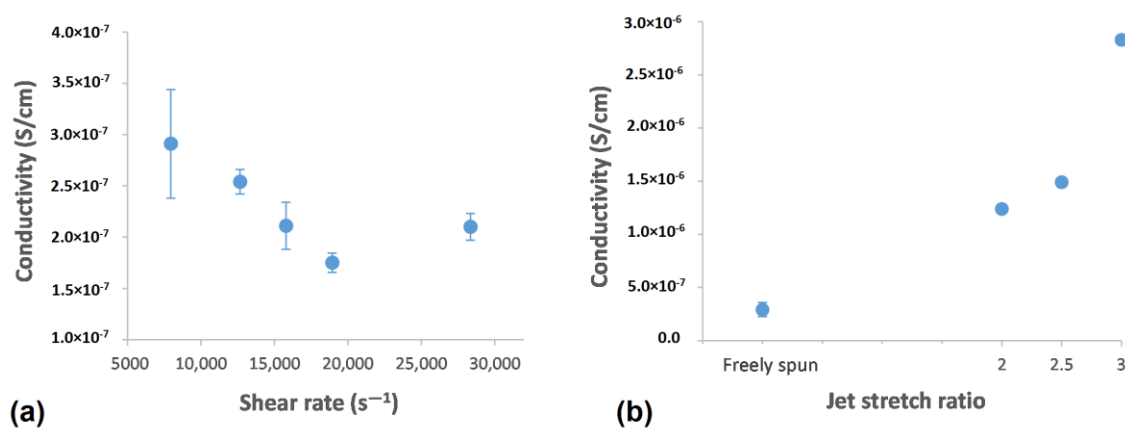 4.0×10⁻⁷
3.5×10⁻⁷
3.0×10⁻⁷
2.5×10⁻⁷
2.0×10⁻⁷
1.5×10⁻⁷
1.0×10⁻⁷
Conductivity (S/cm)
5000 10,000 15,000 20,000 25,000 30,000
Shear rate (s⁻¹)
(a)
3.0×10⁻⁶
2.5×10⁻⁶
2.0×10⁻⁶
1.5×10⁻⁶
1.0×10⁻⁶
5.0×10⁻⁷
0.0
Conductivity (S/cm)
Freely spun 2 2.5 3
Jet stretch ratio
(b)